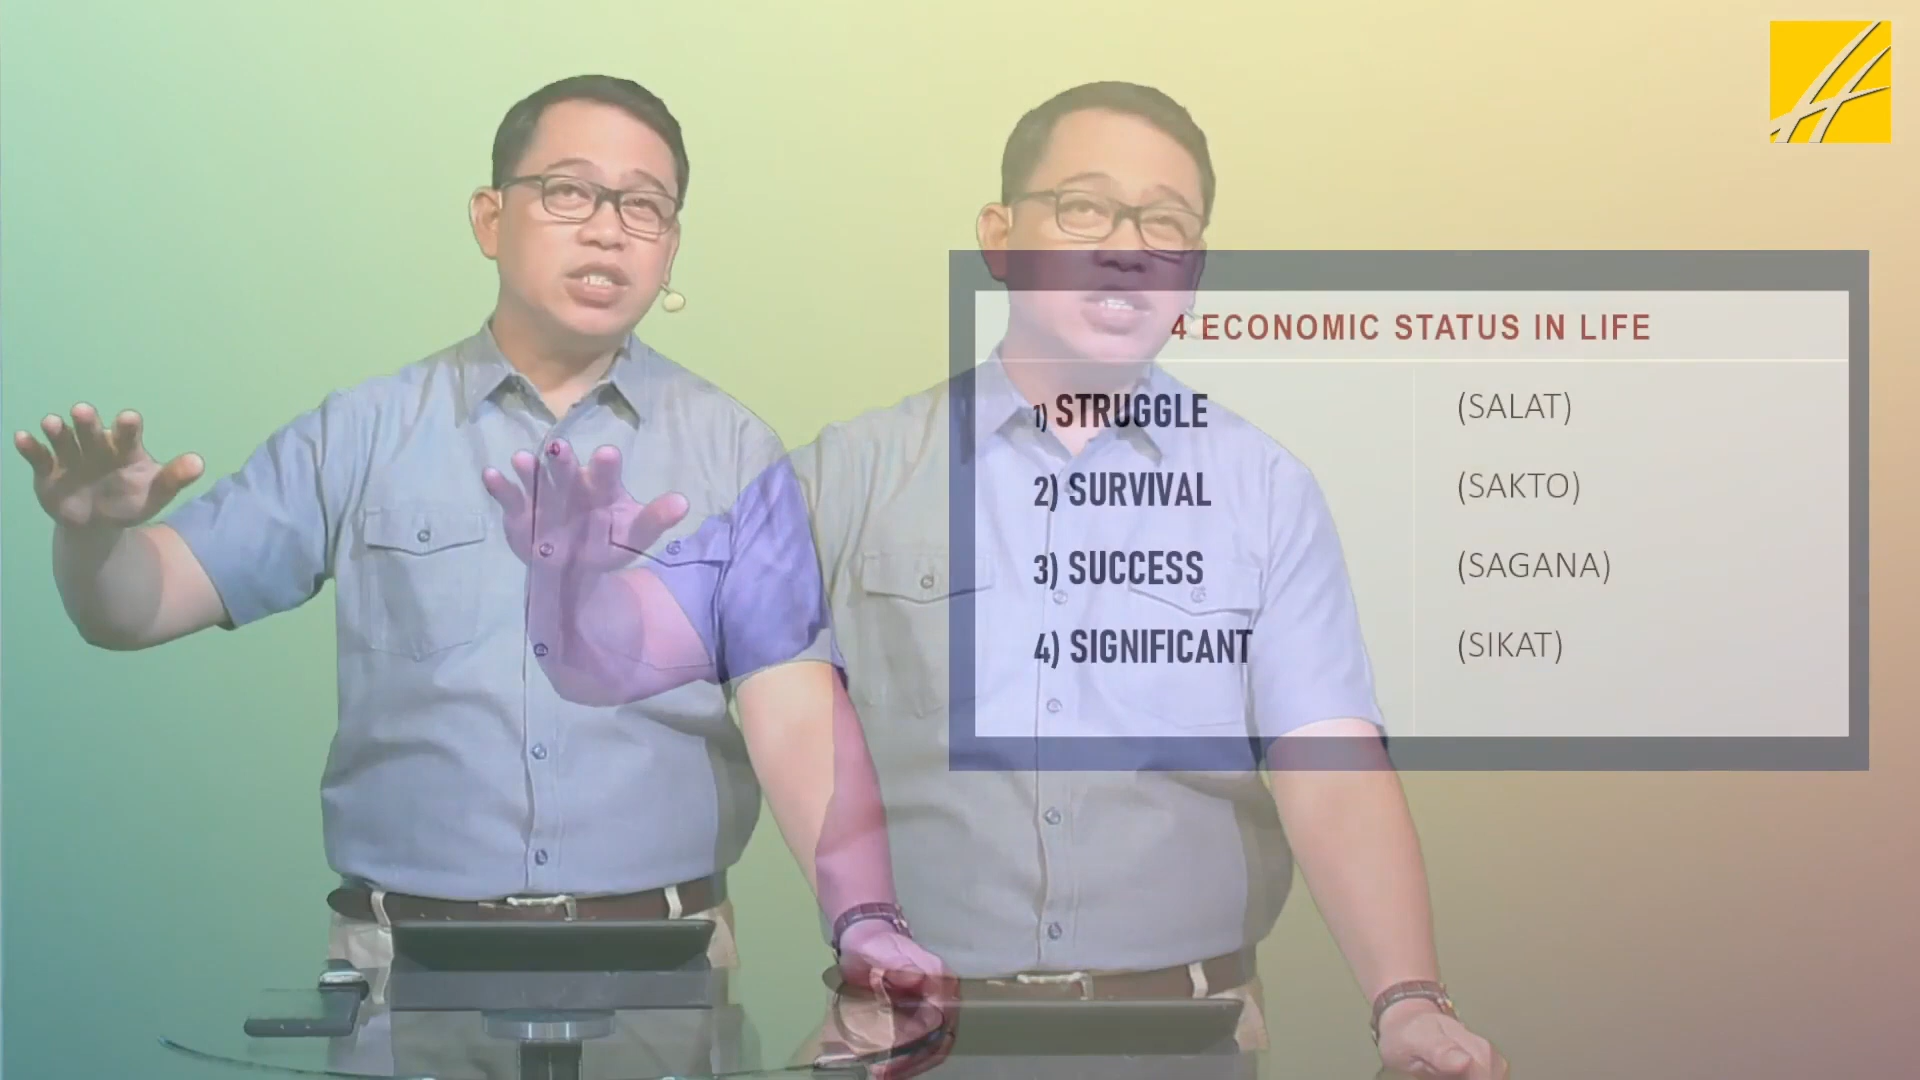 4 ECONOMIC STATUS IN LIFE
1) STRUGGLE (SALAT)
2) SURVIVAL (SAKTO)
3) SUCCESS (SAGANA)
4) SIGNIFICANT (SIKAT)